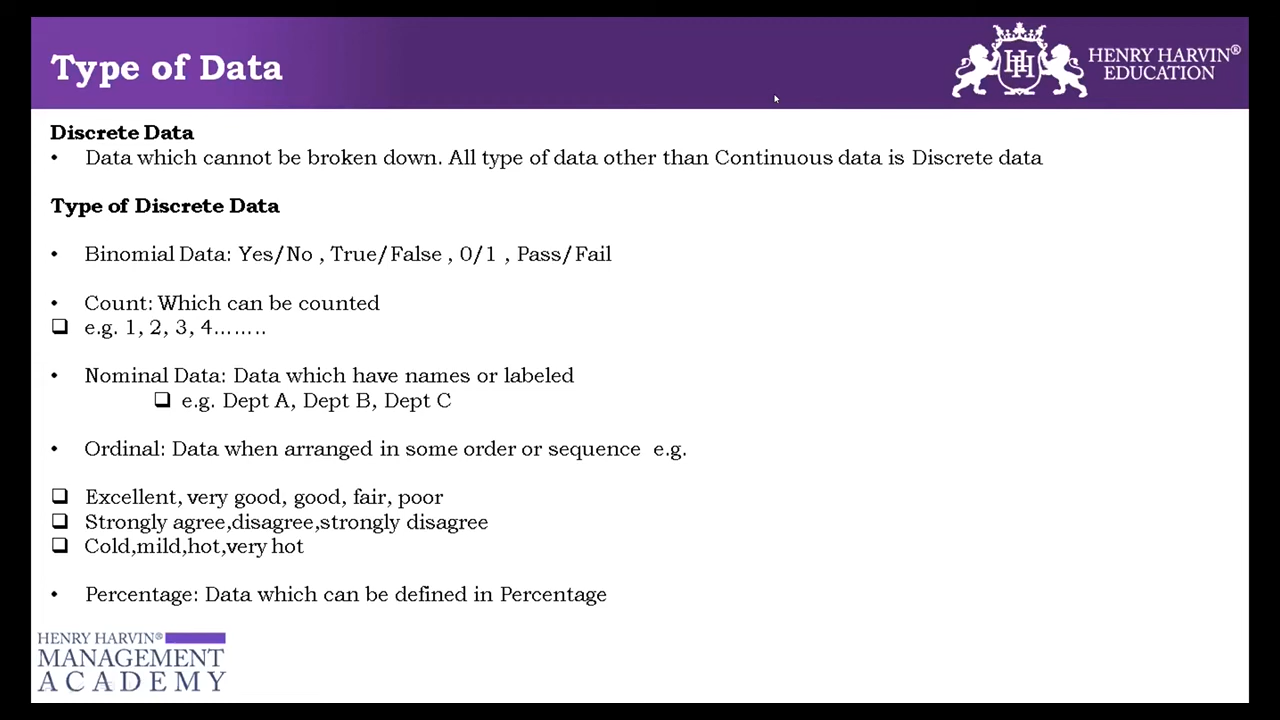 Type of Data
HENRY HARVIN®
EDUCATION
Discrete Data
• Data which cannot be broken down. All type of data other than Continuous data is Discrete data
Type of Discrete Data
• Binomial Data: Yes/No , True/False , 0/1 , Pass/Fail
• Count: Which can be counted
❑ e.g. 1, 2, 3, 4……..
• Nominal Data: Data which have names or labeled
❑ e.g. Dept A, Dept B, Dept C
• Ordinal: Data when arranged in some order or sequence e.g.
❑ Excellent, very good, good, fair, poor
❑ Strongly agree,disagree,strongly disagree
❑ Cold,mild,hot,very hot
• Percentage: Data which can be defined in Percentage
HENRY HARVIN®
MANAGEMENT
ACADEMY